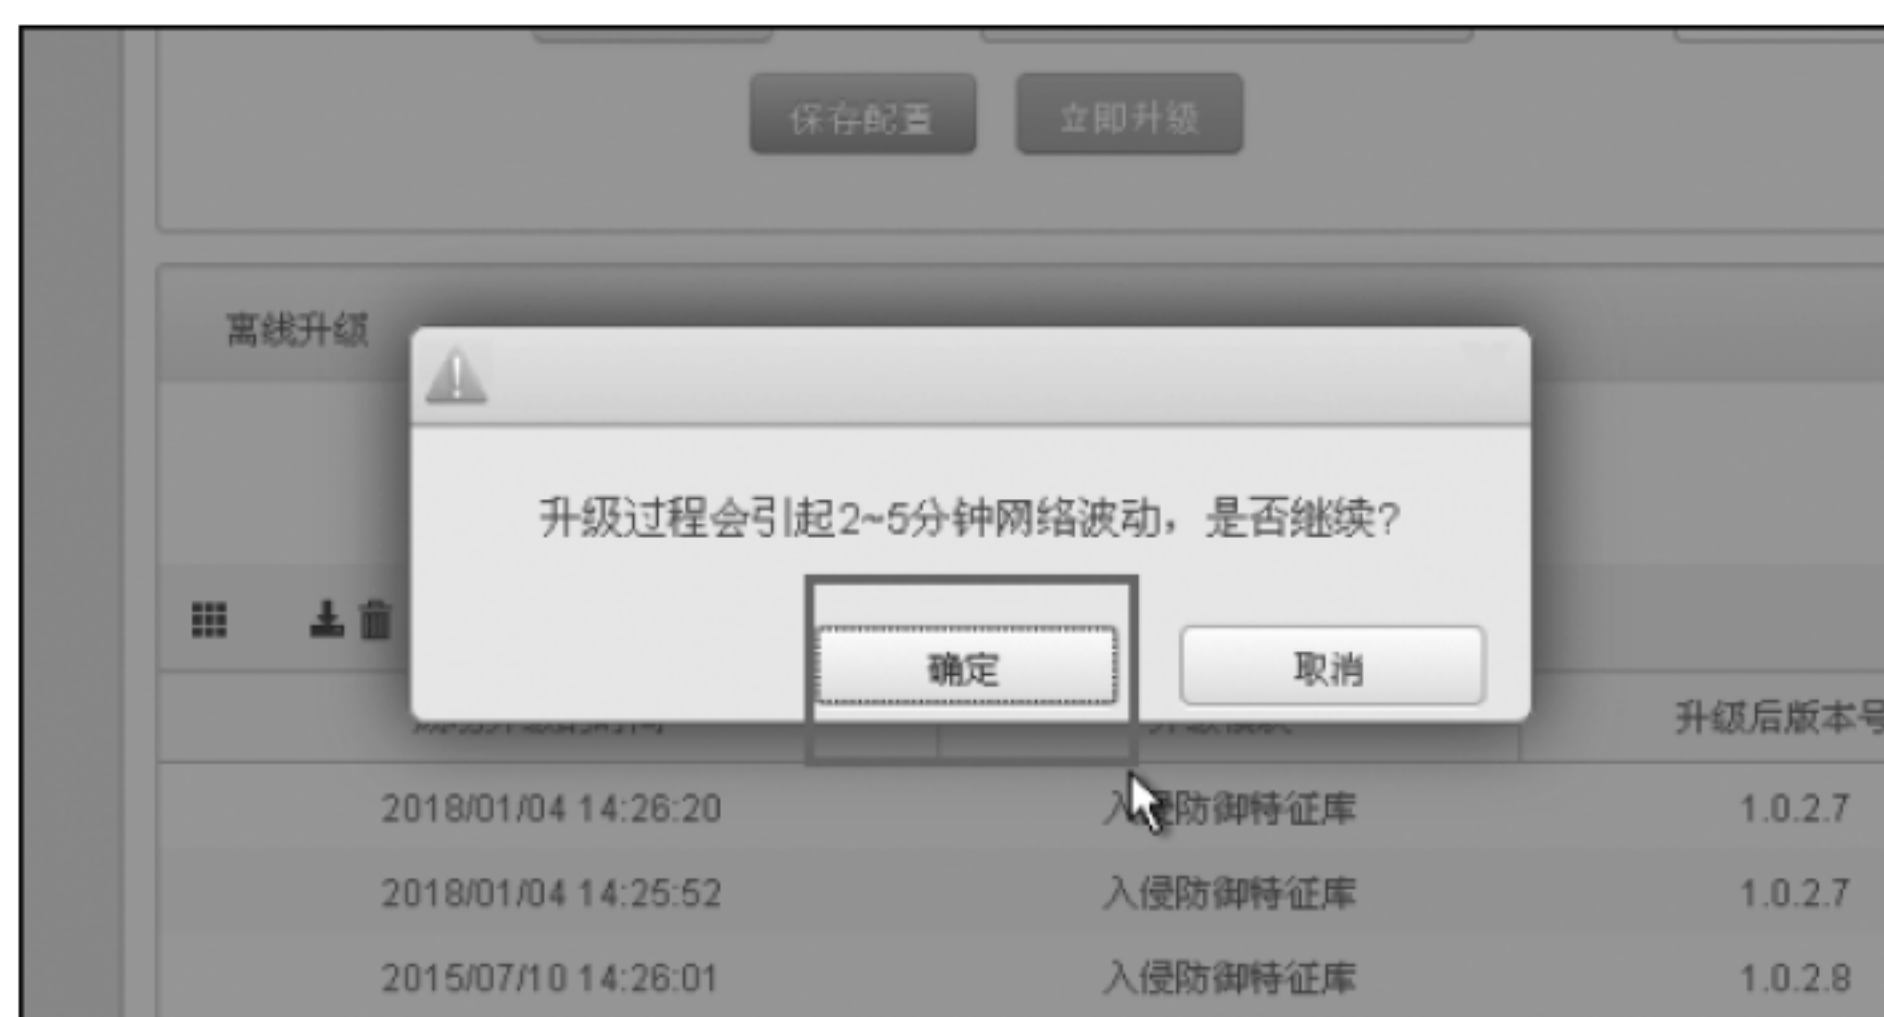 保存配置 立即升级
离线升级
升级过程会引起2~5分钟网络波动，是否继续?
确定 取消
升级后版本号
2018/01/04 14:26:20 入侵防御特征库 1.0.2.7
2018/01/04 14:25:52 入侵防御特征库 1.0.2.7
2015/07/10 14:26:01 入侵防御特征库 1.0.2.8